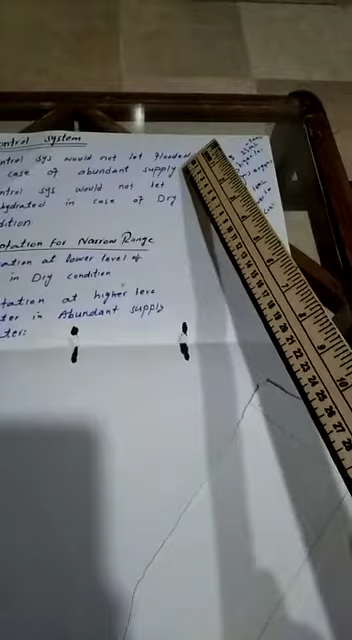 ontrol system
ntrol sys would not let flooded
case of abundant supply
ntrol sys would not let
hydrated in case of Dry
dition
otation for Narrow Range
ation at lower level of
in Dry condition
tation at higher leve
ter in Abundant supply
ter: